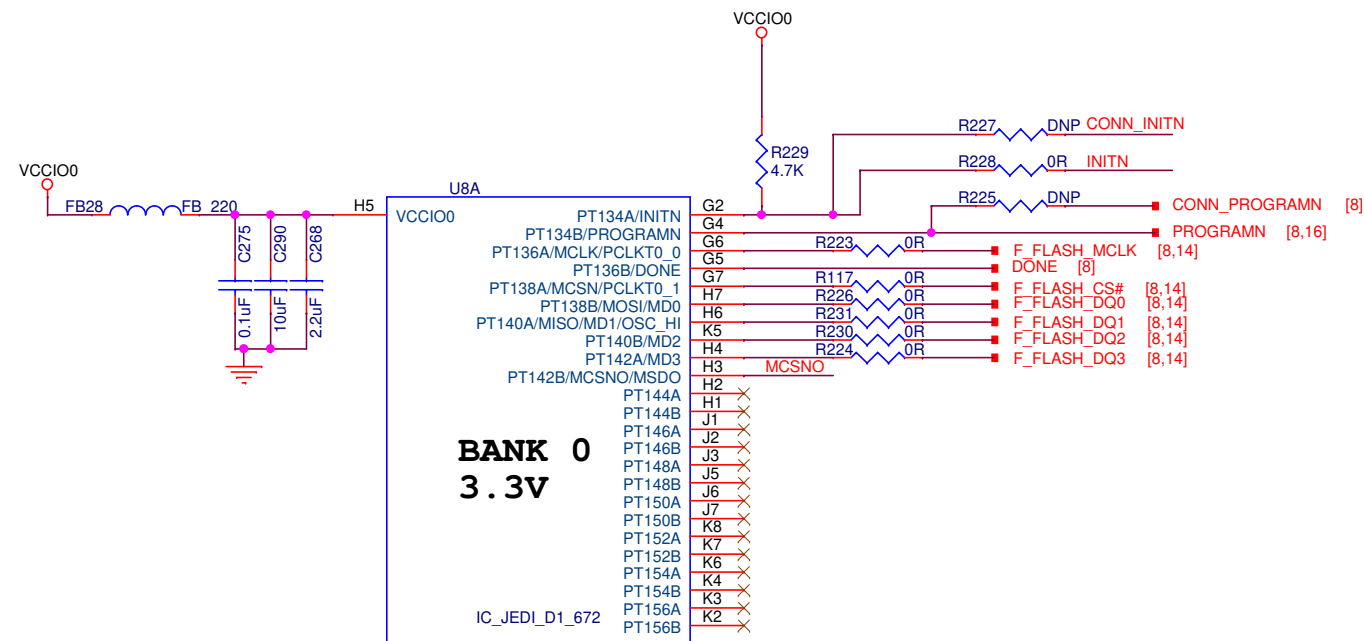 VCCIO0
R227 DNP CONN_INITN
R229
4.7K
R228 0R INITN
VCCIO0
FB28 FB_220
R225 DNP CONN_PROGRAMN [8]
PROGRAMN [8,16]
U8A
H5 VCCIO0
C275
0.1uF
C290
10uF
C268
2.2uF
PT134A/INITN G2
PT134B/PROGRAMN G4
PT136A/MCLK/PCLKT0_0 G6 R223 0R F_FLASH_MCLK [8,14]
PT136B/DONE G5 DONE [8]
PT138A/MCSN/PCLKT0_1 G7 R117 0R F_FLASH_CS# [8,14]
PT138B/MOSI/MD0 H7 R226 0R F_FLASH_DQ0 [8,14]
PT140A/MISO/MD1/OSC_HI H6 R231 0R F_FLASH_DQ1 [8,14]
PT140B/MD2 K5 R230 0R F_FLASH_DQ2 [8,14]
PT142A/MD3 H4 R224 0R F_FLASH_DQ3 [8,14]
PT142B/MCSNO/MSDO H3 MCSNO
PT144A H2
PT144B H1
PT146A J1
PT146B J2
PT148A J3
PT148B J5
PT150A J6
PT150B J7
PT152A K8
PT152B K7
PT154A K6
PT154B K4
PT156A K3
PT156B K2
BANK 0
3.3V
IC_JEDI_D1_672